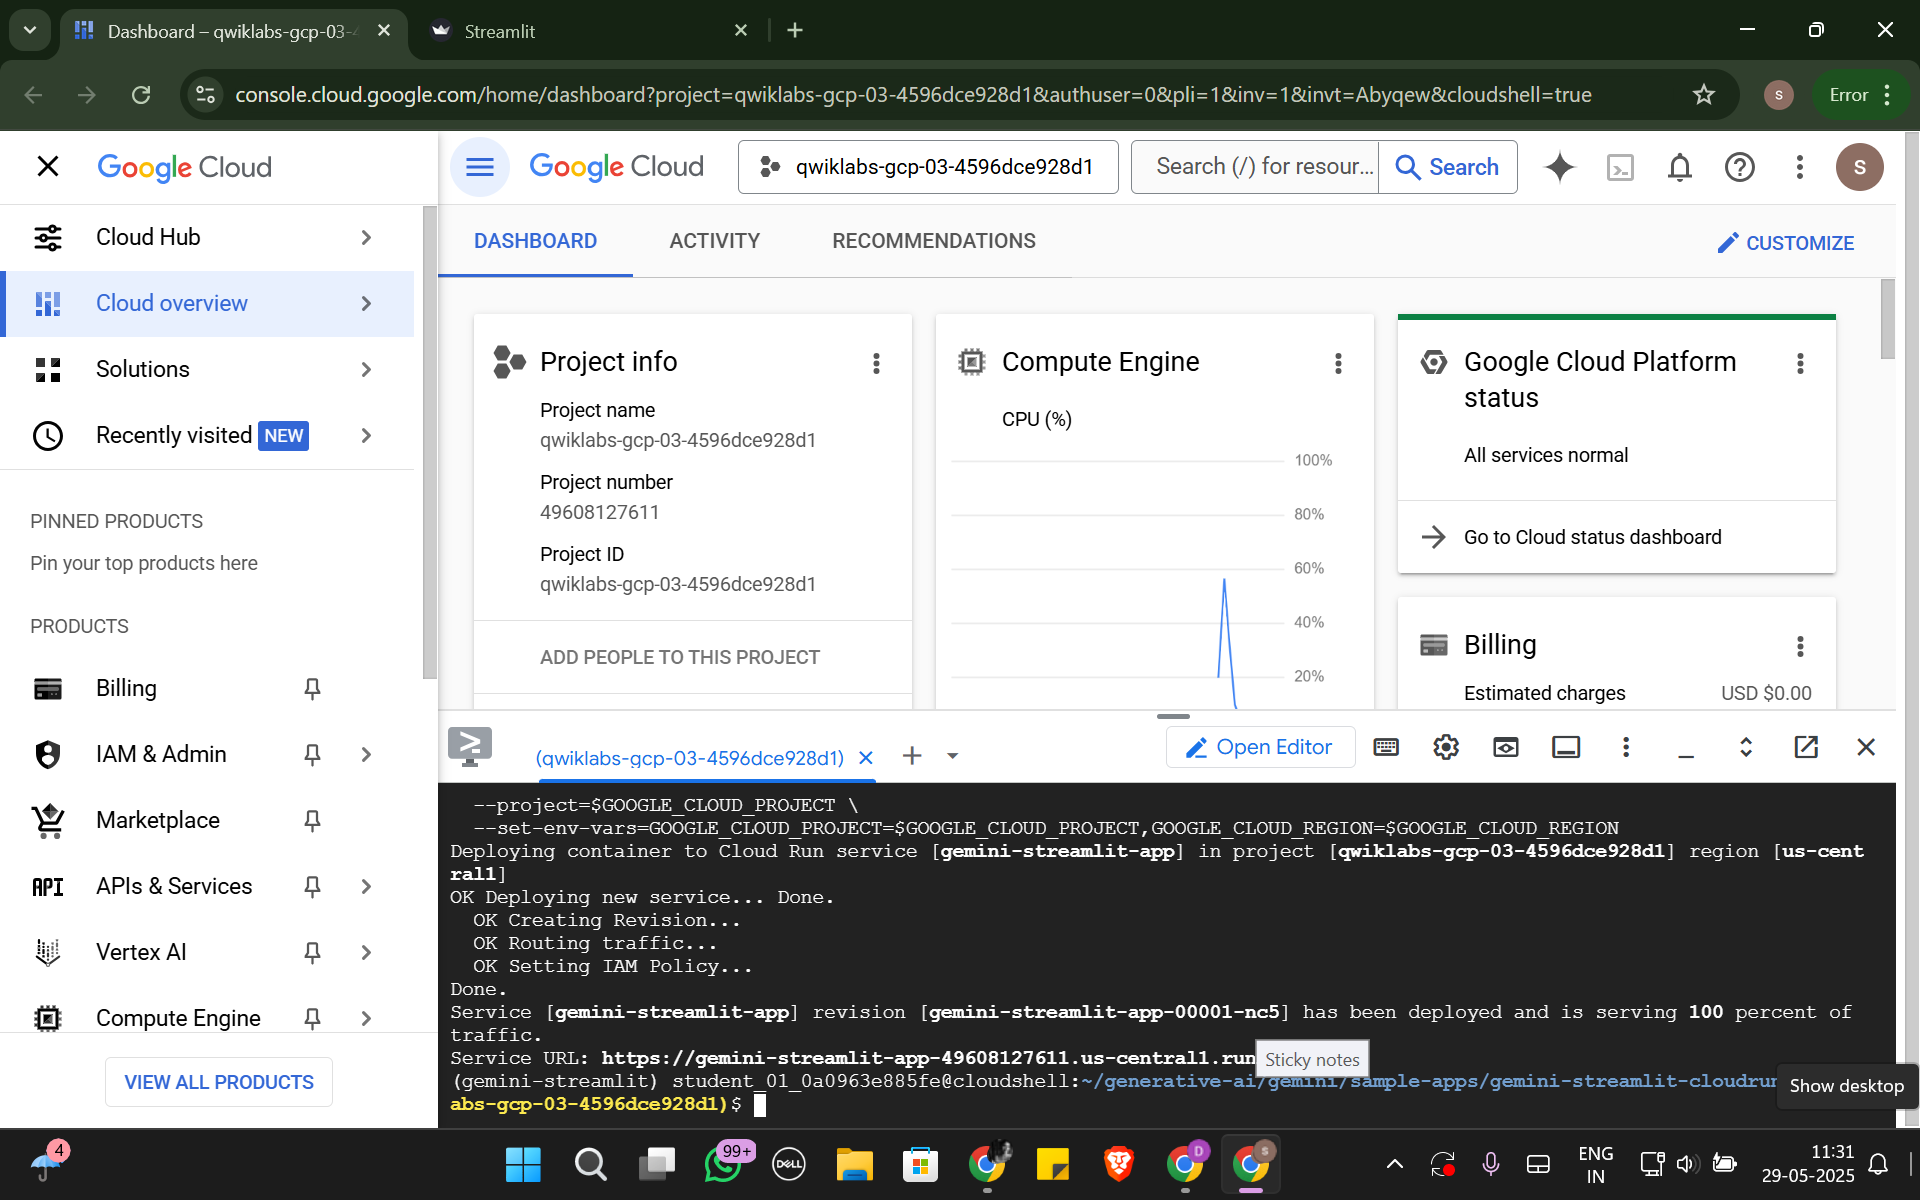 Dashboard – qwiklabs-gcp-03-4
Streamlit
console.cloud.google.com/home/dashboard?project=qwiklabs-gcp-03-4596dce928d1&authuser=0&pli=1&inv=1&invt=Abyqew&cloudshell=true
S
Error
Google Cloud
Google Cloud
qwiklabs-gcp-03-4596dce928d1
Search (/) for resour...
Search
S
Cloud Hub
Cloud overview
Solutions
Recently visited NEW
PINNED PRODUCTS
Pin your top products here
PRODUCTS
Billing
IAM & Admin
Marketplace
API APIs & Services
Vertex AI
Compute Engine
VIEW ALL PRODUCTS
DASHBOARD
ACTIVITY
RECOMMENDATIONS
CUSTOMIZE
Project info
Project name
qwiklabs-gcp-03-4596dce928d1
Project number
49608127611
Project ID
qwiklabs-gcp-03-4596dce928d1
ADD PEOPLE TO THIS PROJECT
Compute Engine
CPU (%)
100%
80%
60%
40%
20%
Google Cloud Platform
status
All services normal
Go to Cloud status dashboard
Billing
Estimated charges
USD $0.00
(qwiklabs-gcp-03-4596dce928d1)
Open Editor
--project=$GOOGLE_CLOUD_PROJECT \
--set-env-vars=GOOGLE_CLOUD_PROJECT=$GOOGLE_CLOUD_PROJECT,GOOGLE_CLOUD_REGION=$GOOGLE_CLOUD_REGION
Deploying container to Cloud Run service [gemini-streamlit-app] in project [qwiklabs-gcp-03-4596dce928d1] region [us-cent
ral1]
OK Deploying new service... Done.
OK Creating Revision...
OK Routing traffic...
OK Setting IAM Policy...
Done.
Service [gemini-streamlit-app] revision [gemini-streamlit-app-00001-nc5] has been deployed and is serving 100 percent of
traffic.
Service URL: https://gemini-streamlit-app-49608127611.us-central1.run
Sticky notes
(gemini-streamlit) student_01_0a0963e885fe@cloudshell:~/generative-ai/gemini/sample-apps/gemini-streamlit-cloudrun
Show desktop
abs-gcp-03-4596dce928d1)$
4
99+
DELL
D
S
ENG
IN
11:31
29-05-2025